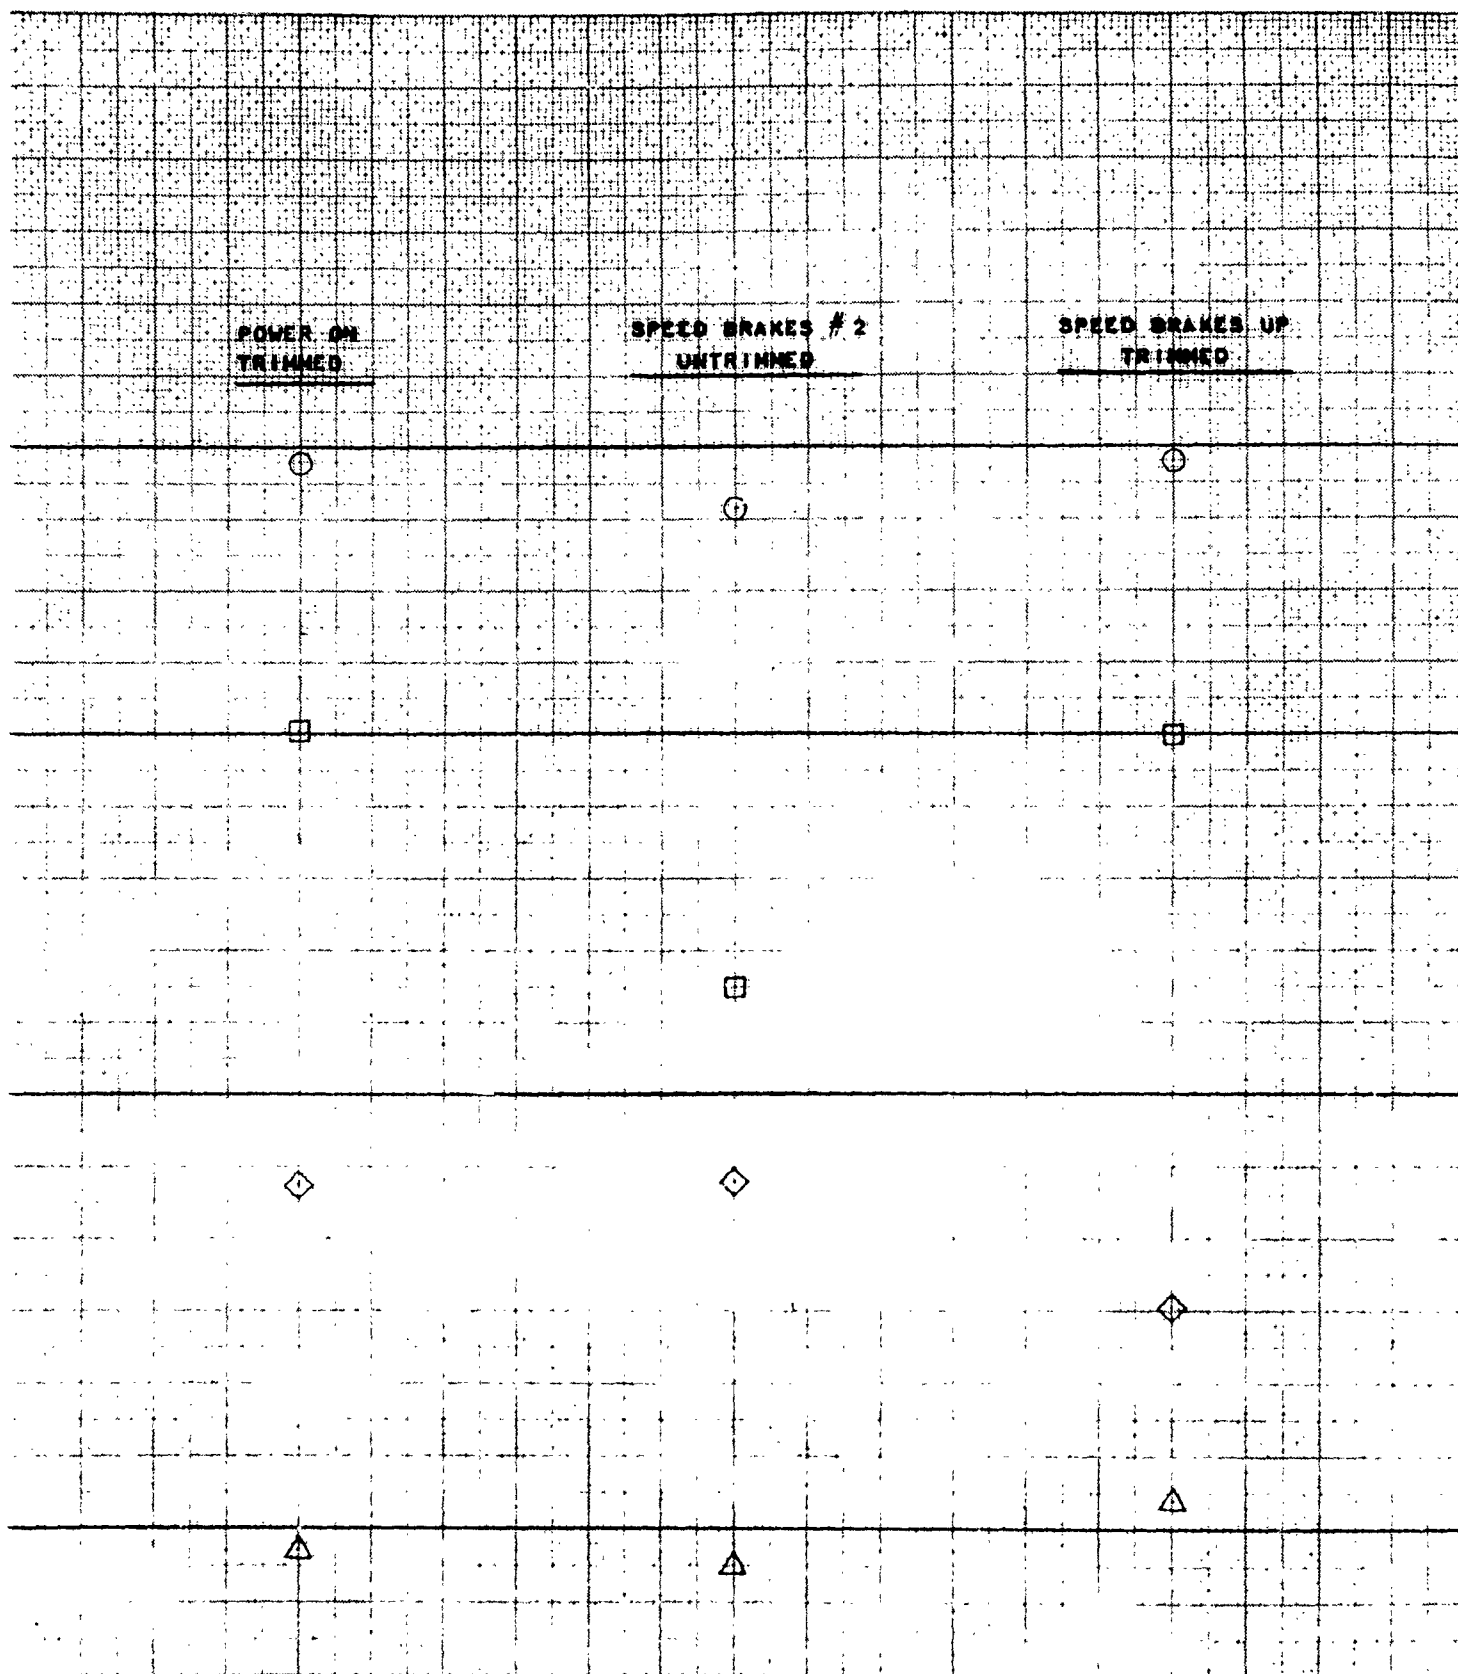 POWER ON
TRIMMED
SPEED BRAKES # 2
UNTRIMMED
SPEED BRAKES UP
TRIMMED